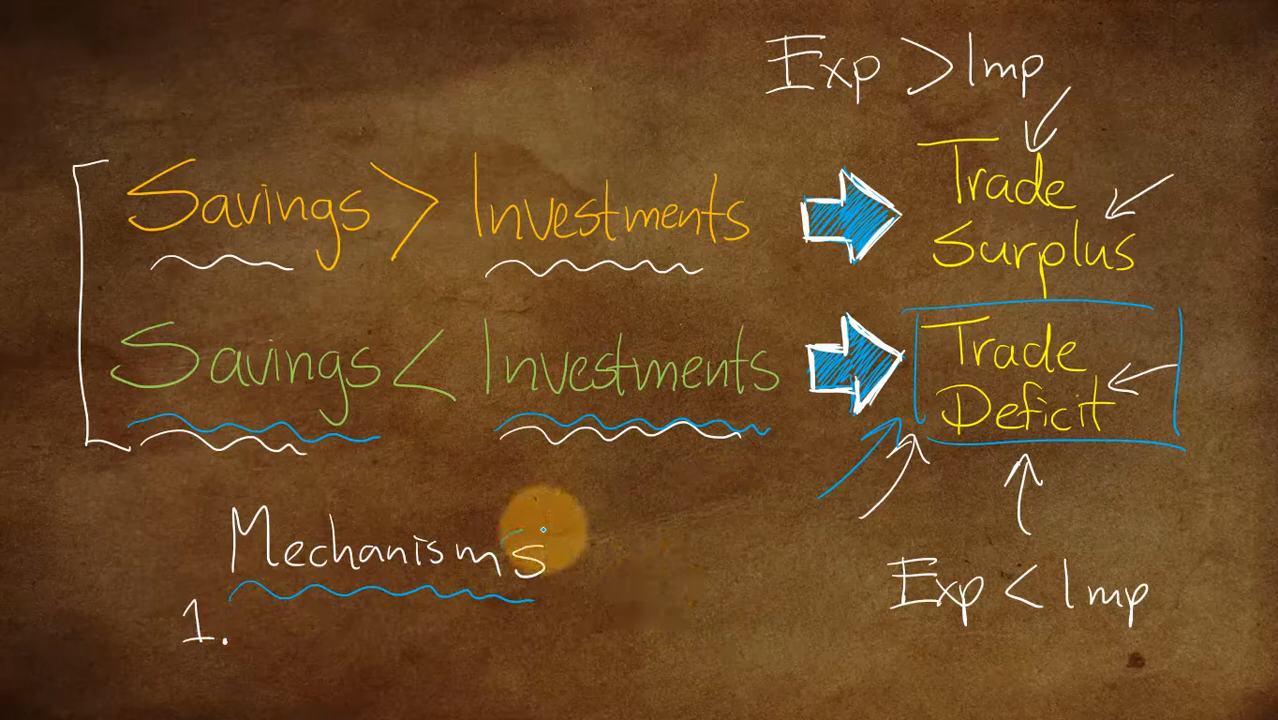 Exp > Imp
Savings > Investments
Trade
Surplus
Savings < Investments
Trade
Deficit
Mechanisms
Exp < Imp
1.